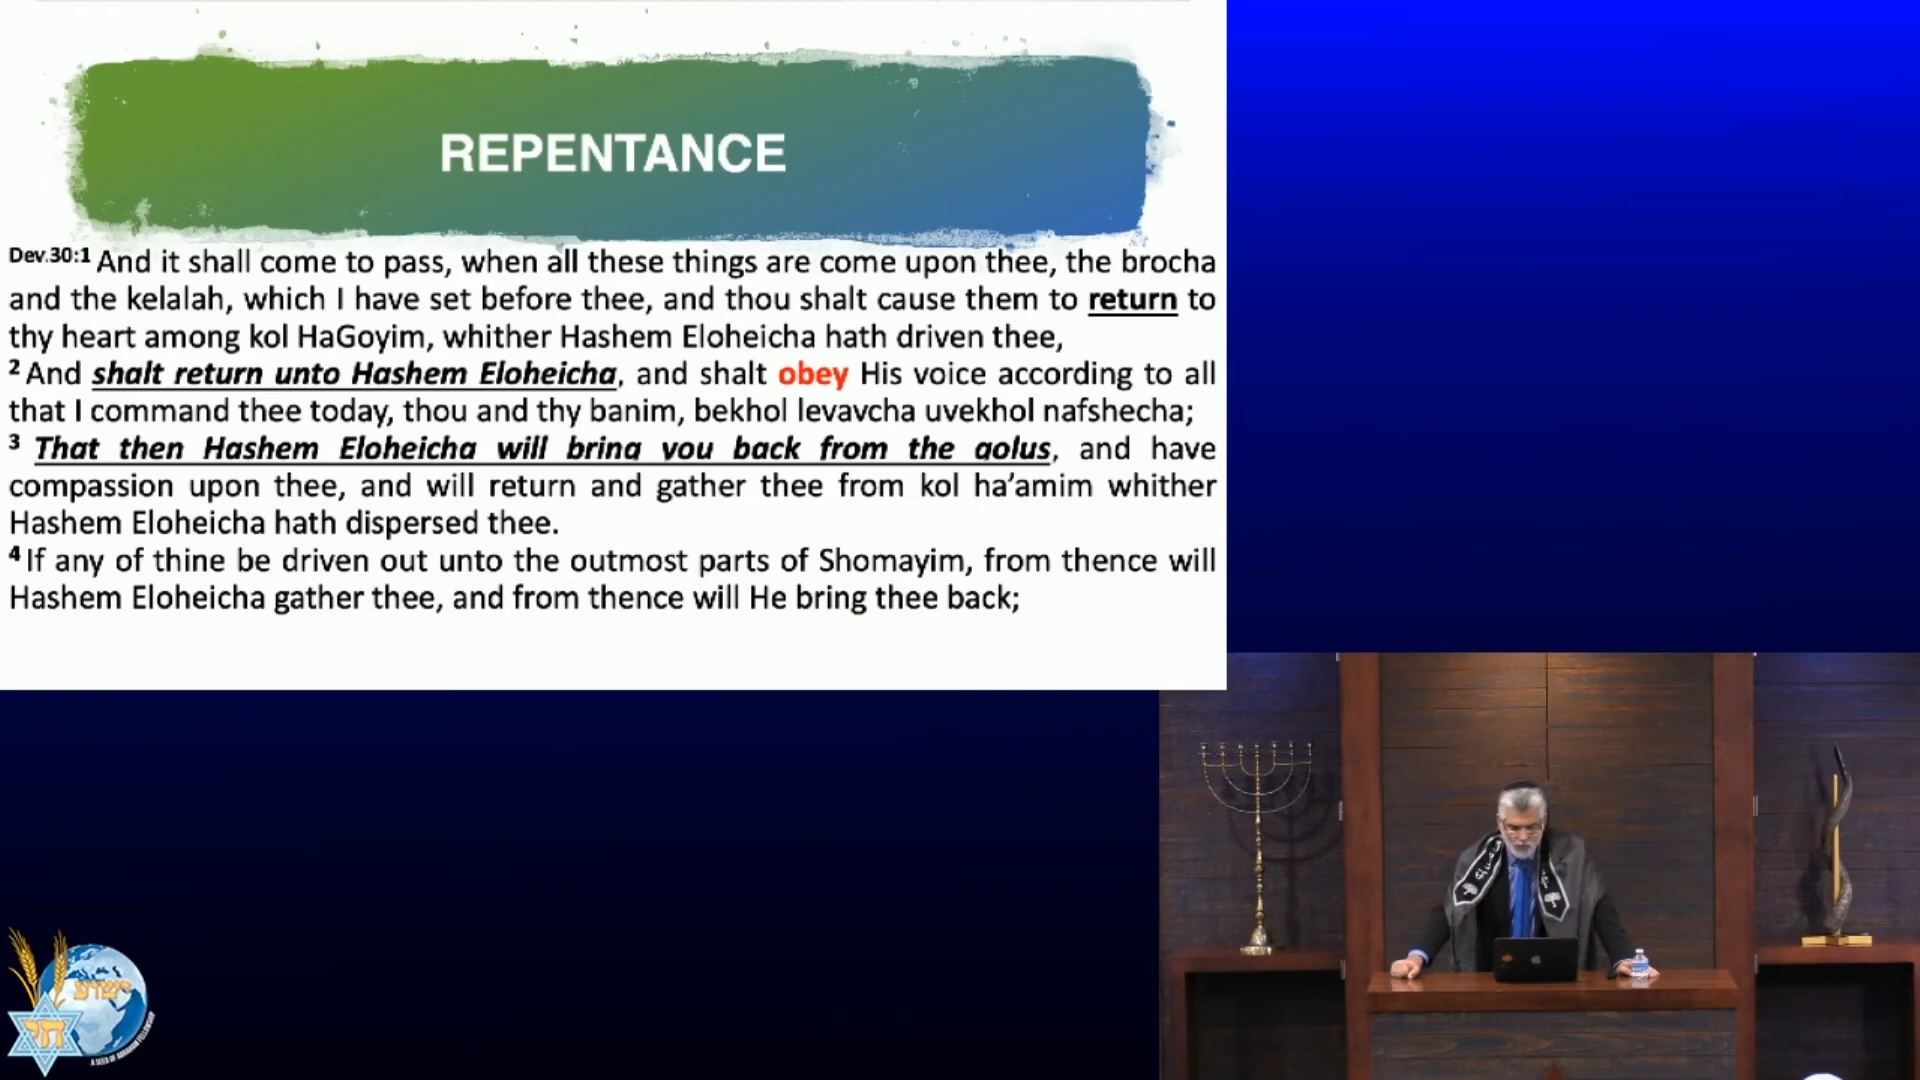 REPENTANCE
Dev.30:1 And it shall come to pass, when all these things are come upon thee, the brocha
and the kelalah, which I have set before thee, and thou shalt cause them to return to
thy heart among kol HaGoyim, whither Hashem Eloheicha hath driven thee,
2 And shalt return unto Hashem Eloheicha, and shalt obey His voice according to all
that I command thee today, thou and thy banim, bekhol levavcha uvekhol nafshecha;
3 That then Hashem Eloheicha will bring you back from the golus, and have
compassion upon thee, and will return and gather thee from kol ha’amim whither
Hashem Eloheicha hath dispersed thee.
4 If any of thine be driven out unto the outmost parts of Shomayim, from thence will
Hashem Eloheicha gather thee, and from thence will He bring thee back;
ישוע
חי
A SEED OF ABRAHAM FELLOWSHIP